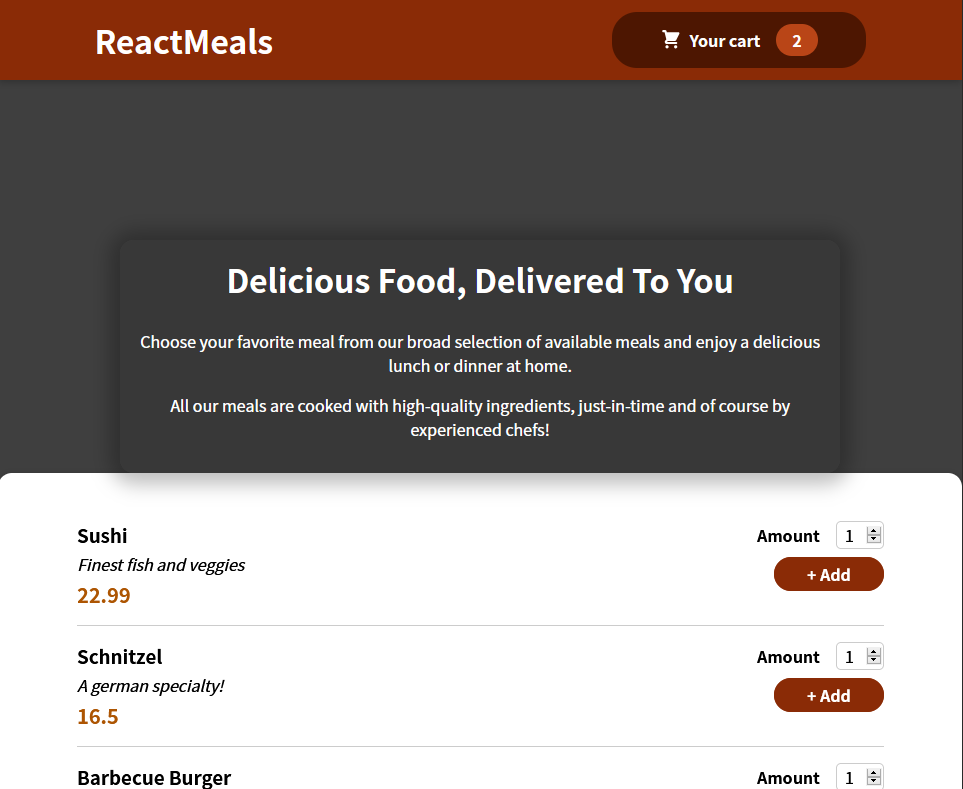 ReactMeals
Your cart 2
Delicious Food, Delivered To You
Choose your favorite meal from our broad selection of available meals and enjoy a delicious
lunch or dinner at home.
All our meals are cooked with high-quality ingredients, just-in-time and of course by
experienced chefs!
Sushi
Amount 1
Finest fish and veggies
+ Add
22.99
Schnitzel
Amount 1
A german specialty!
+ Add
16.5
Barbecue Burger
Amount 1